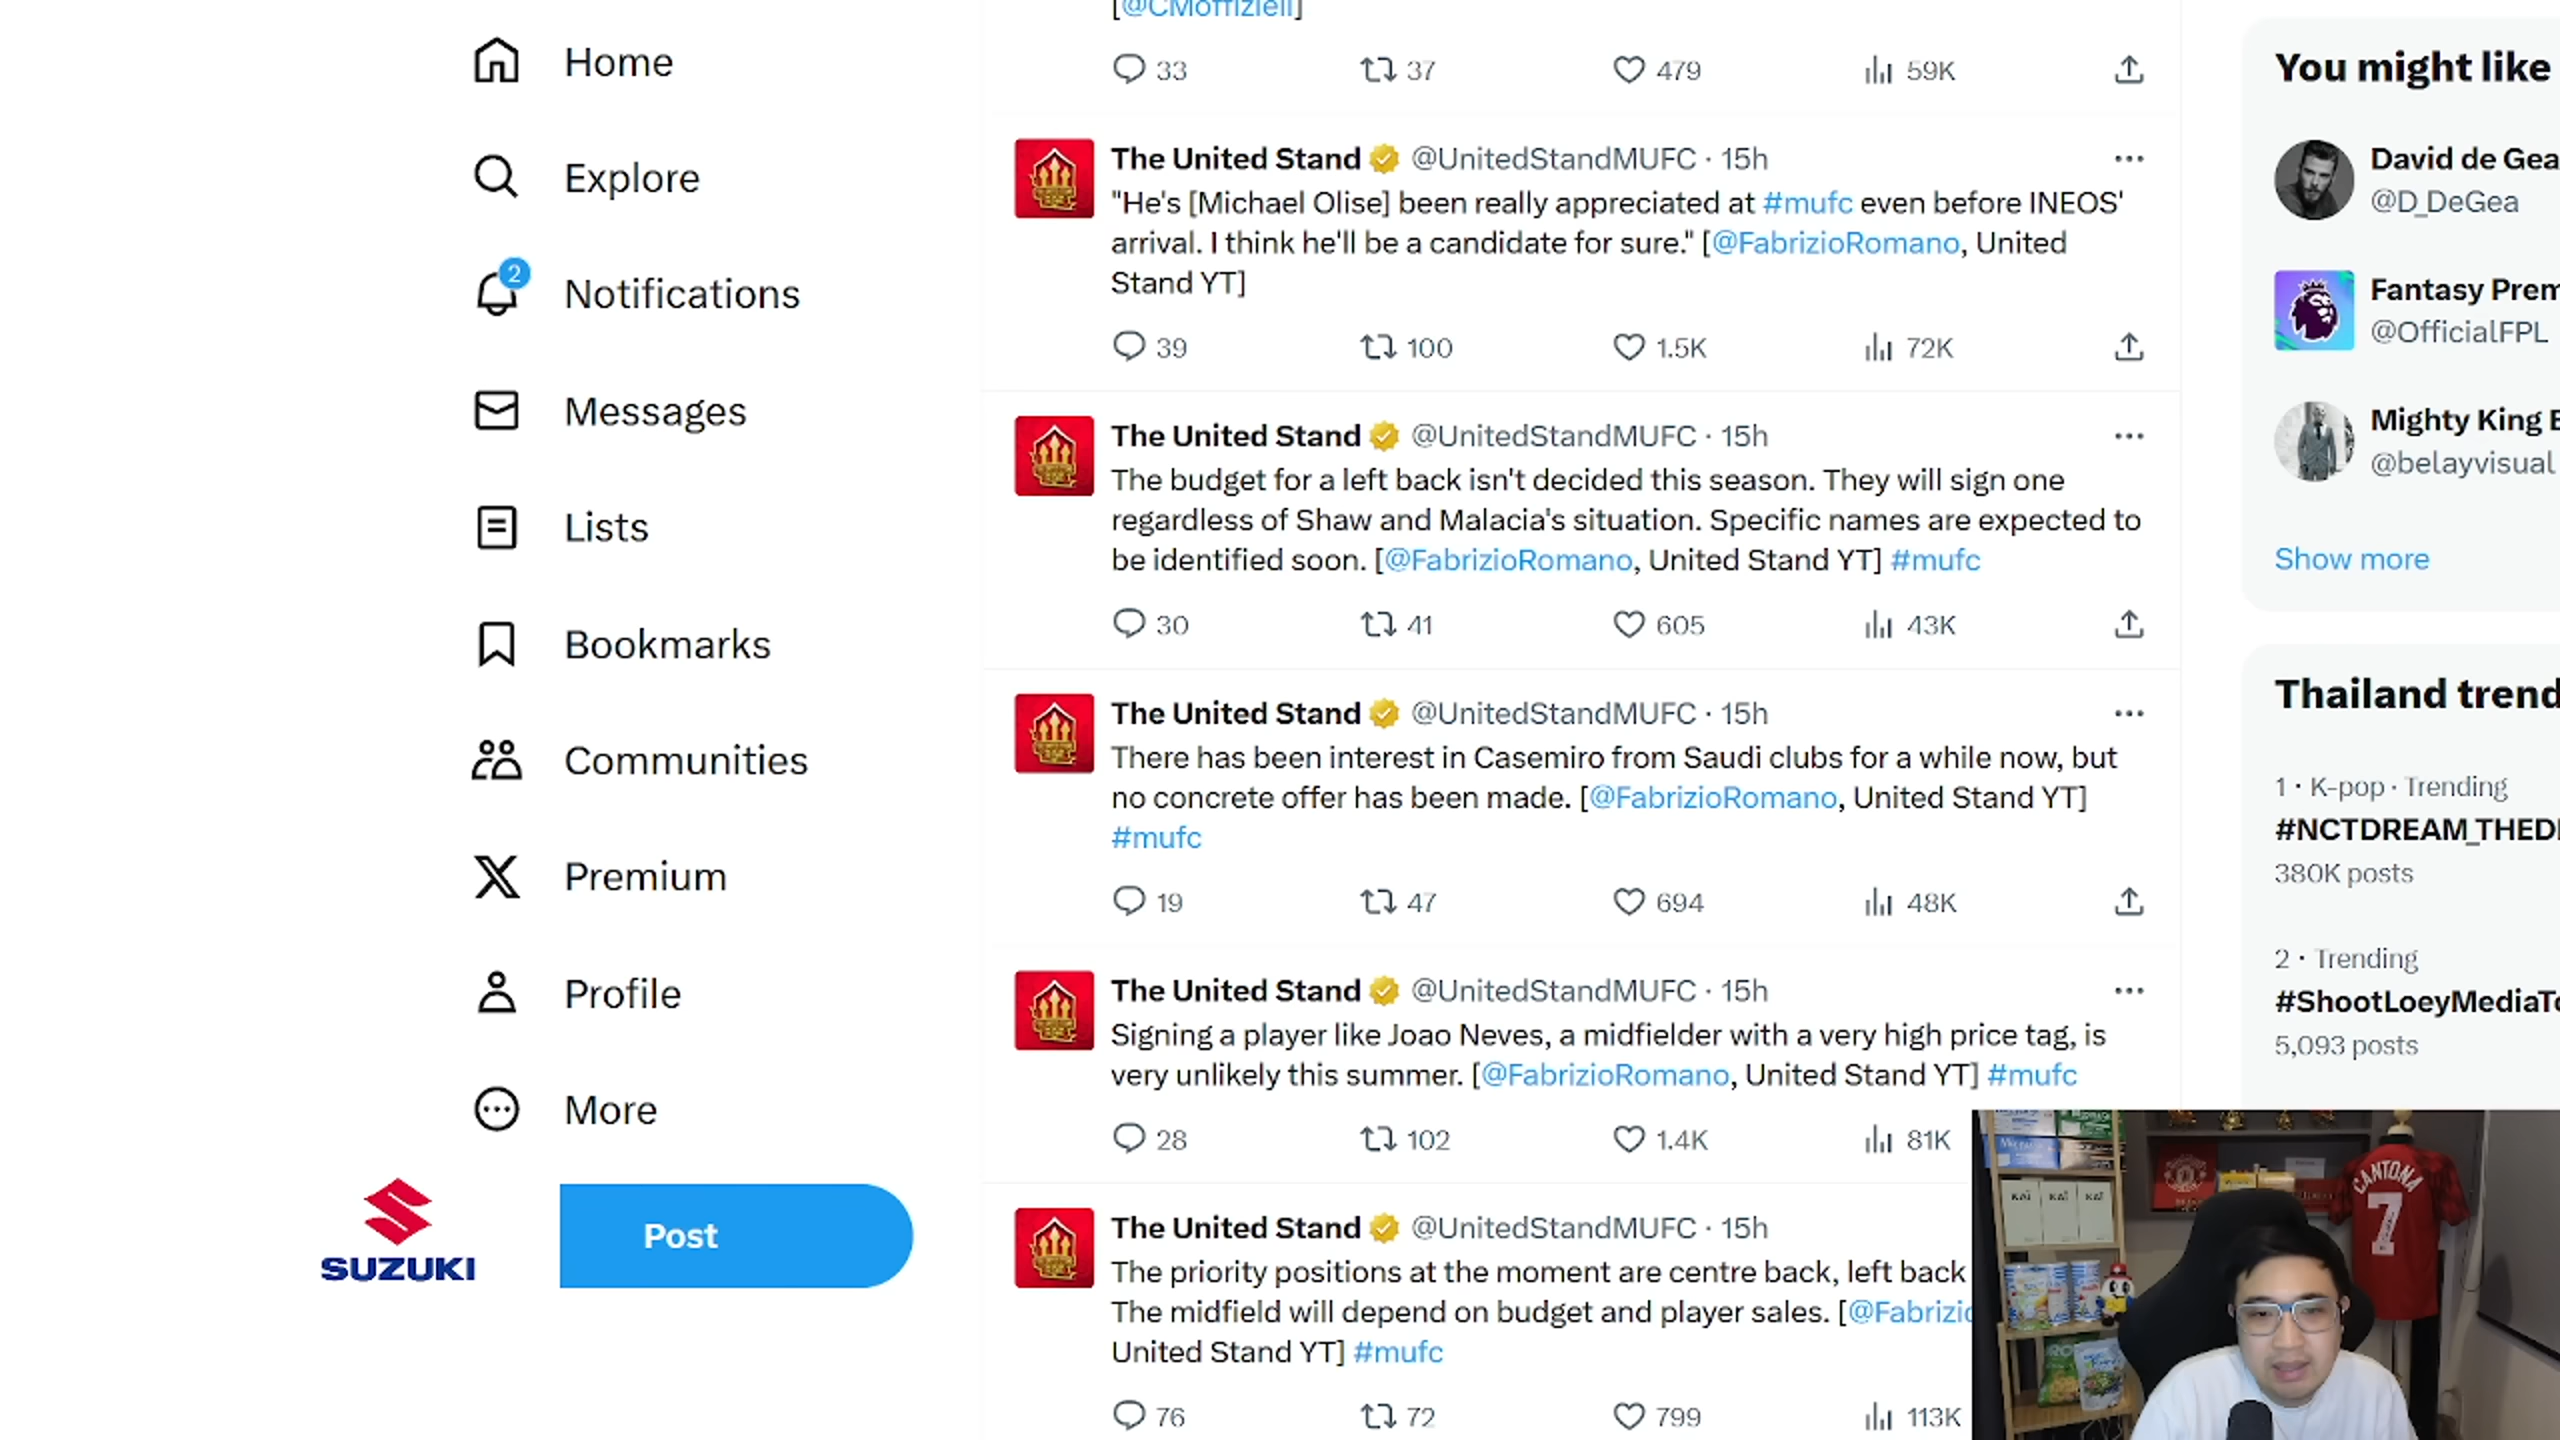 Home
Explore
2
Notifications
Messages
Lists
Bookmarks
Communities
Premium
Profile
More
SUZUKI
Post
[@CMoffiziell]
33 37 479 59K
The United Stand @UnitedStandMUFC · 15h
"He's [Michael Olise] been really appreciated at #mufc even before INEOS'
arrival. I think he'll be a candidate for sure." [@FabrizioRomano, United
Stand YT]
39 100 1.5K 72K
The United Stand @UnitedStandMUFC · 15h
The budget for a left back isn't decided this season. They will sign one
regardless of Shaw and Malacia's situation. Specific names are expected to
be identified soon. [@FabrizioRomano, United Stand YT] #mufc
30 41 605 43K
The United Stand @UnitedStandMUFC · 15h
There has been interest in Casemiro from Saudi clubs for a while now, but
no concrete offer has been made. [@FabrizioRomano, United Stand YT]
#mufc
19 47 694 48K
The United Stand @UnitedStandMUFC · 15h
Signing a player like Joao Neves, a midfielder with a very high price tag, is
very unlikely this summer. [@FabrizioRomano, United Stand YT] #mufc
28 102 1.4K 81K
The United Stand @UnitedStandMUFC · 15h
The priority positions at the moment are centre back, left back
The midfield will depend on budget and player sales. [@Fabrizio
United Stand YT] #mufc
76 72 799 113K
You might like
David de Gea
@D_DeGea
Fantasy Prem
@OfficialFPL
Mighty King
@belayvisual
Show more
Thailand trend
1 · K-pop · Trending
#NCTDREAM_THED
380K posts
2 · Trending
#ShootLoeyMediaTo
5,093 posts
KAI KAI KAI
CANTONA
7